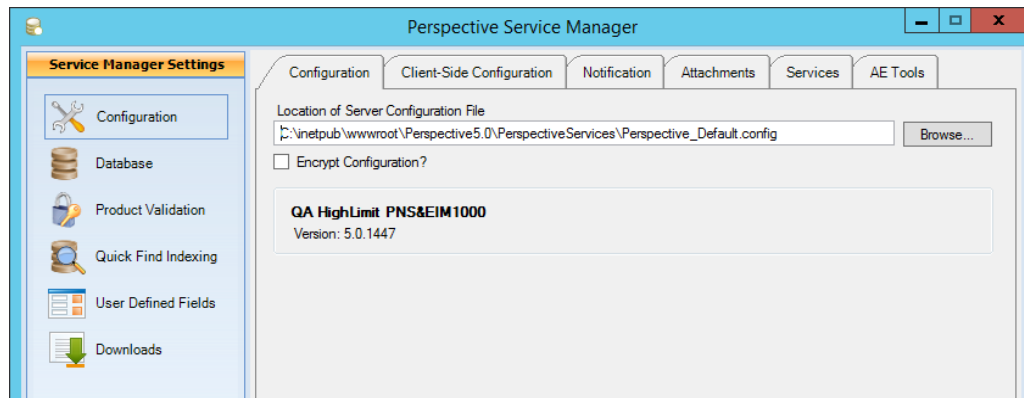 Perspective Service Manager
Service Manager Settings
Configuration
Database
Product Validation
Quick Find Indexing
User Defined Fields
Downloads
Configuration Client-Side Configuration Notification Attachments Services AE Tools
Location of Server Configuration File
C:\inetpub\wwwroot\Perspective5.0\PerspectiveServices\Perspective_Default.config Browse...
Encrypt Configuration?
QA HighLimit PNS&EIM1000
Version: 5.0.1447